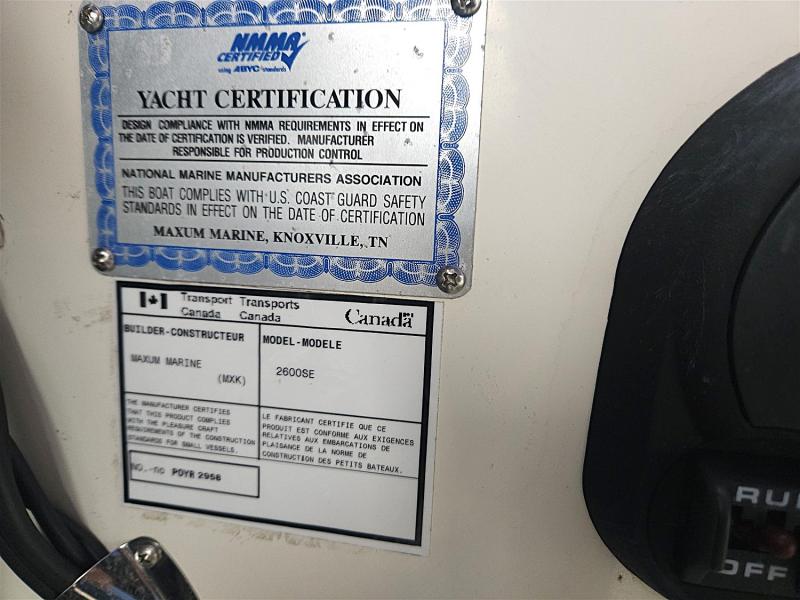 NMMA
CERTIFIED
using ABYC standards
YACHT CERTIFICATION
DESIGN COMPLIANCE WITH NMMA REQUIREMENTS IN EFFECT ON
THE DATE OF CERTIFICATION IS VERIFIED. MANUFACTURER
RESPONSIBLE FOR PRODUCTION CONTROL
NATIONAL MARINE MANUFACTURERS ASSOCIATION
THIS BOAT COMPLIES WITH U.S. COAST GUARD SAFETY
STANDARDS IN EFFECT ON THE DATE OF CERTIFICATION
MAXUM MARINE, KNOXVILLE, TN
Transport Transports
Canada Canada
Canada
BUILDER-CONSTRUCTEUR
MAXUM MARINE
(MXK)
MODEL-MODELE
2600SE
THE MANUFACTURER CERTIFIES
THAT THIS PRODUCT COMPLIES
WITH THE PLEASURE CRAFT
REQUIREMENTS OF THE CONSTRUCTION
STANDARDS FOR SMALL VESSELS.
LE FABRICANT CERTIFIE QUE CE
PRODUIT EST CONFORME AUX EXIGENCES
RELATIVES AUX EMBARCATIONS DE
PLAISANCE DE LA NORME DE
CONSTRUCTION DES PETITS BATEAUX.
NO.-no PDYR 2958
RU
OFF